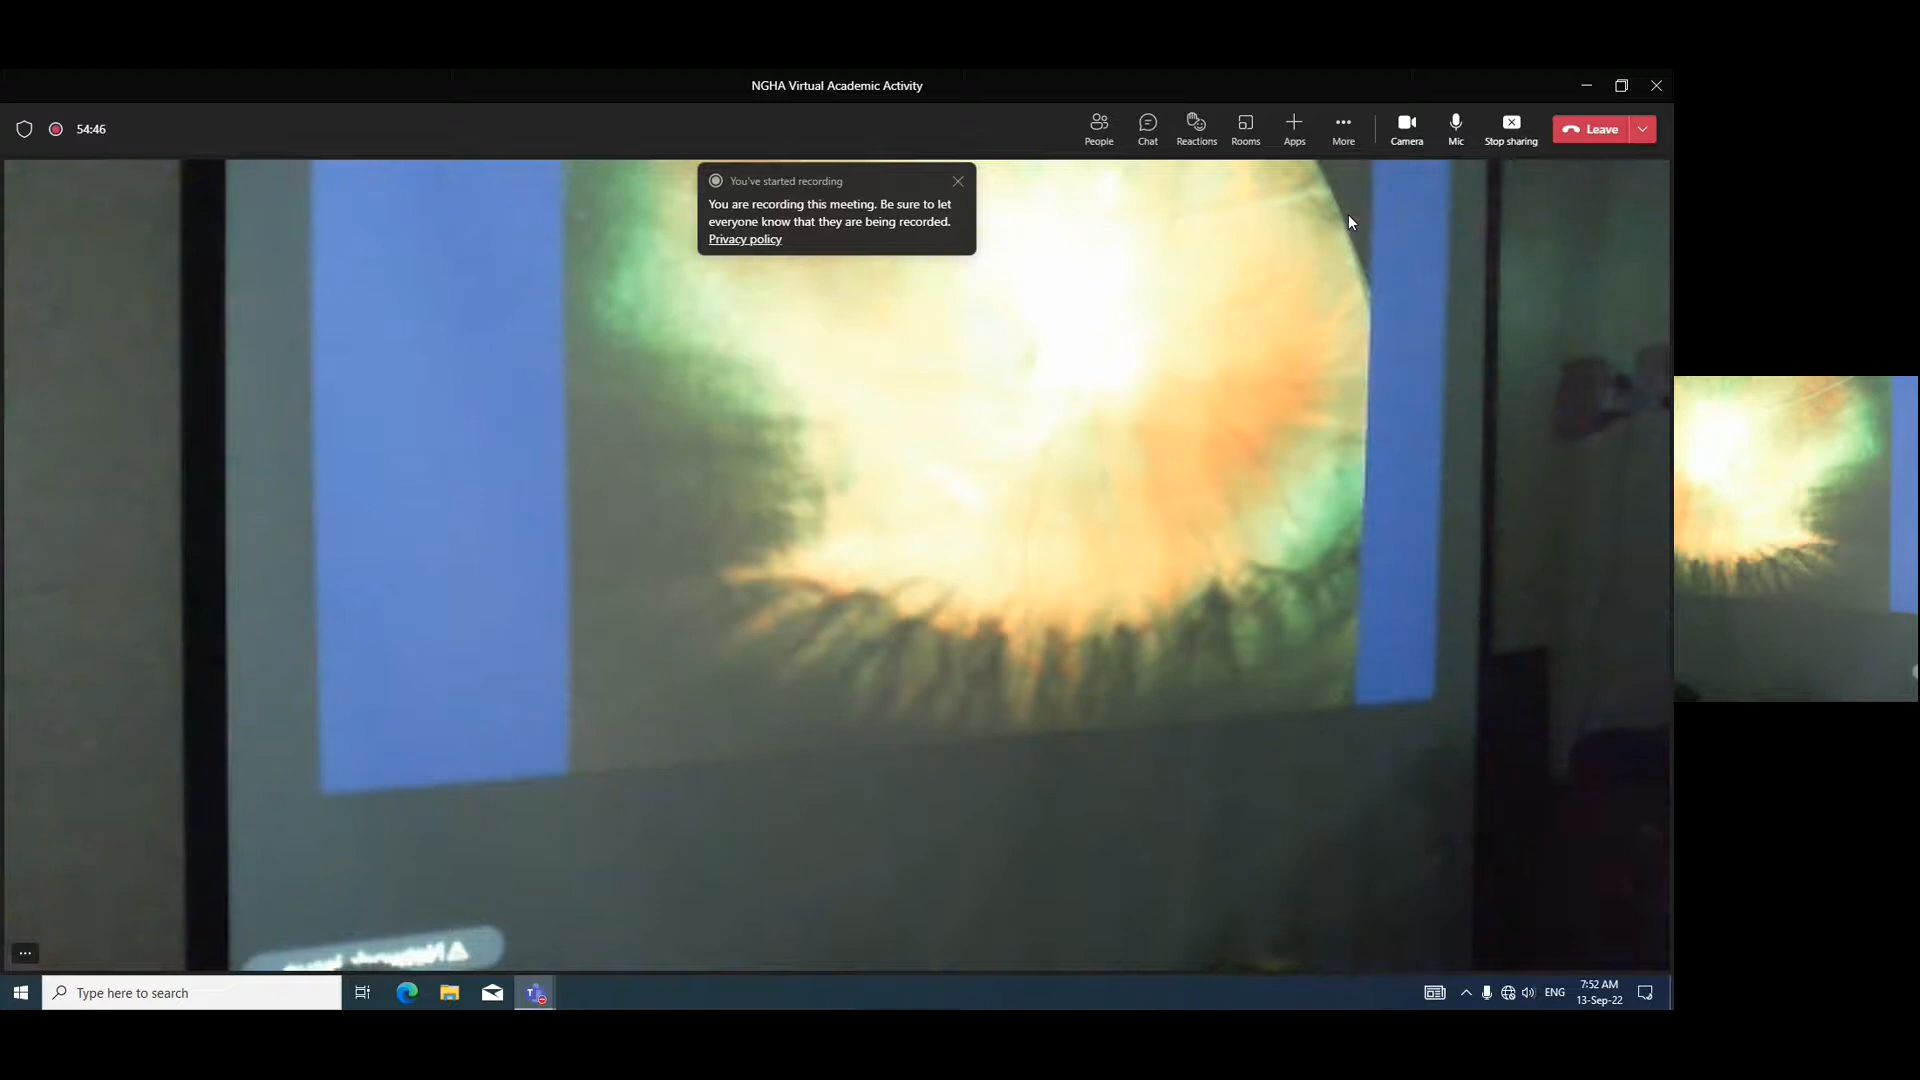 NGHA Virtual Academic Activity
54:46
People
Chat
Reactions
Rooms
Apps
More
Camera
Mic
Stop sharing
Leave
You've started recording
You are recording this meeting. Be sure to let
everyone know that they are being recorded.
Privacy policy
Type here to search
ENG
7:52 AM
13-Sep-22